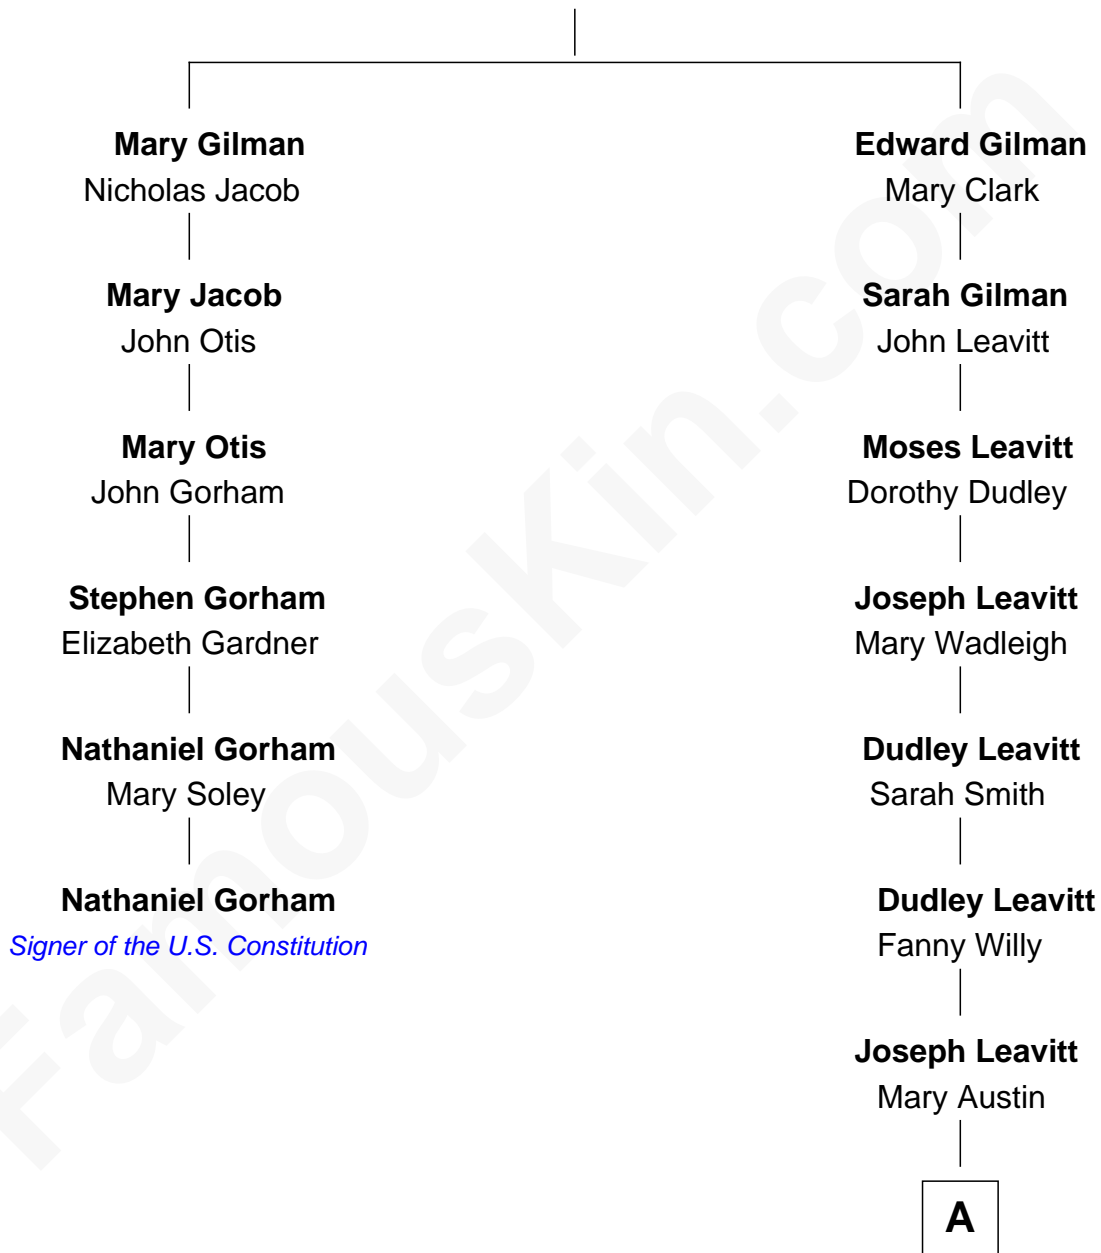 Mary Gilman
Nicholas Jacob
Mary Jacob
John Otis
Mary Otis
John Gorham
Stephen Gorham
Elizabeth Gardner
Nathaniel Gorham
Mary Soley
Nathaniel Gorham
Signer of the U.S. Constitution
Edward Gilman
Mary Clark
Sarah Gilman
John Leavitt
Moses Leavitt
Dorothy Dudley
Joseph Leavitt
Mary Wadleigh
Dudley Leavitt
Sarah Smith
Dudley Leavitt
Fanny Willy
Joseph Leavitt
Mary Austin
A
FamousKin.com